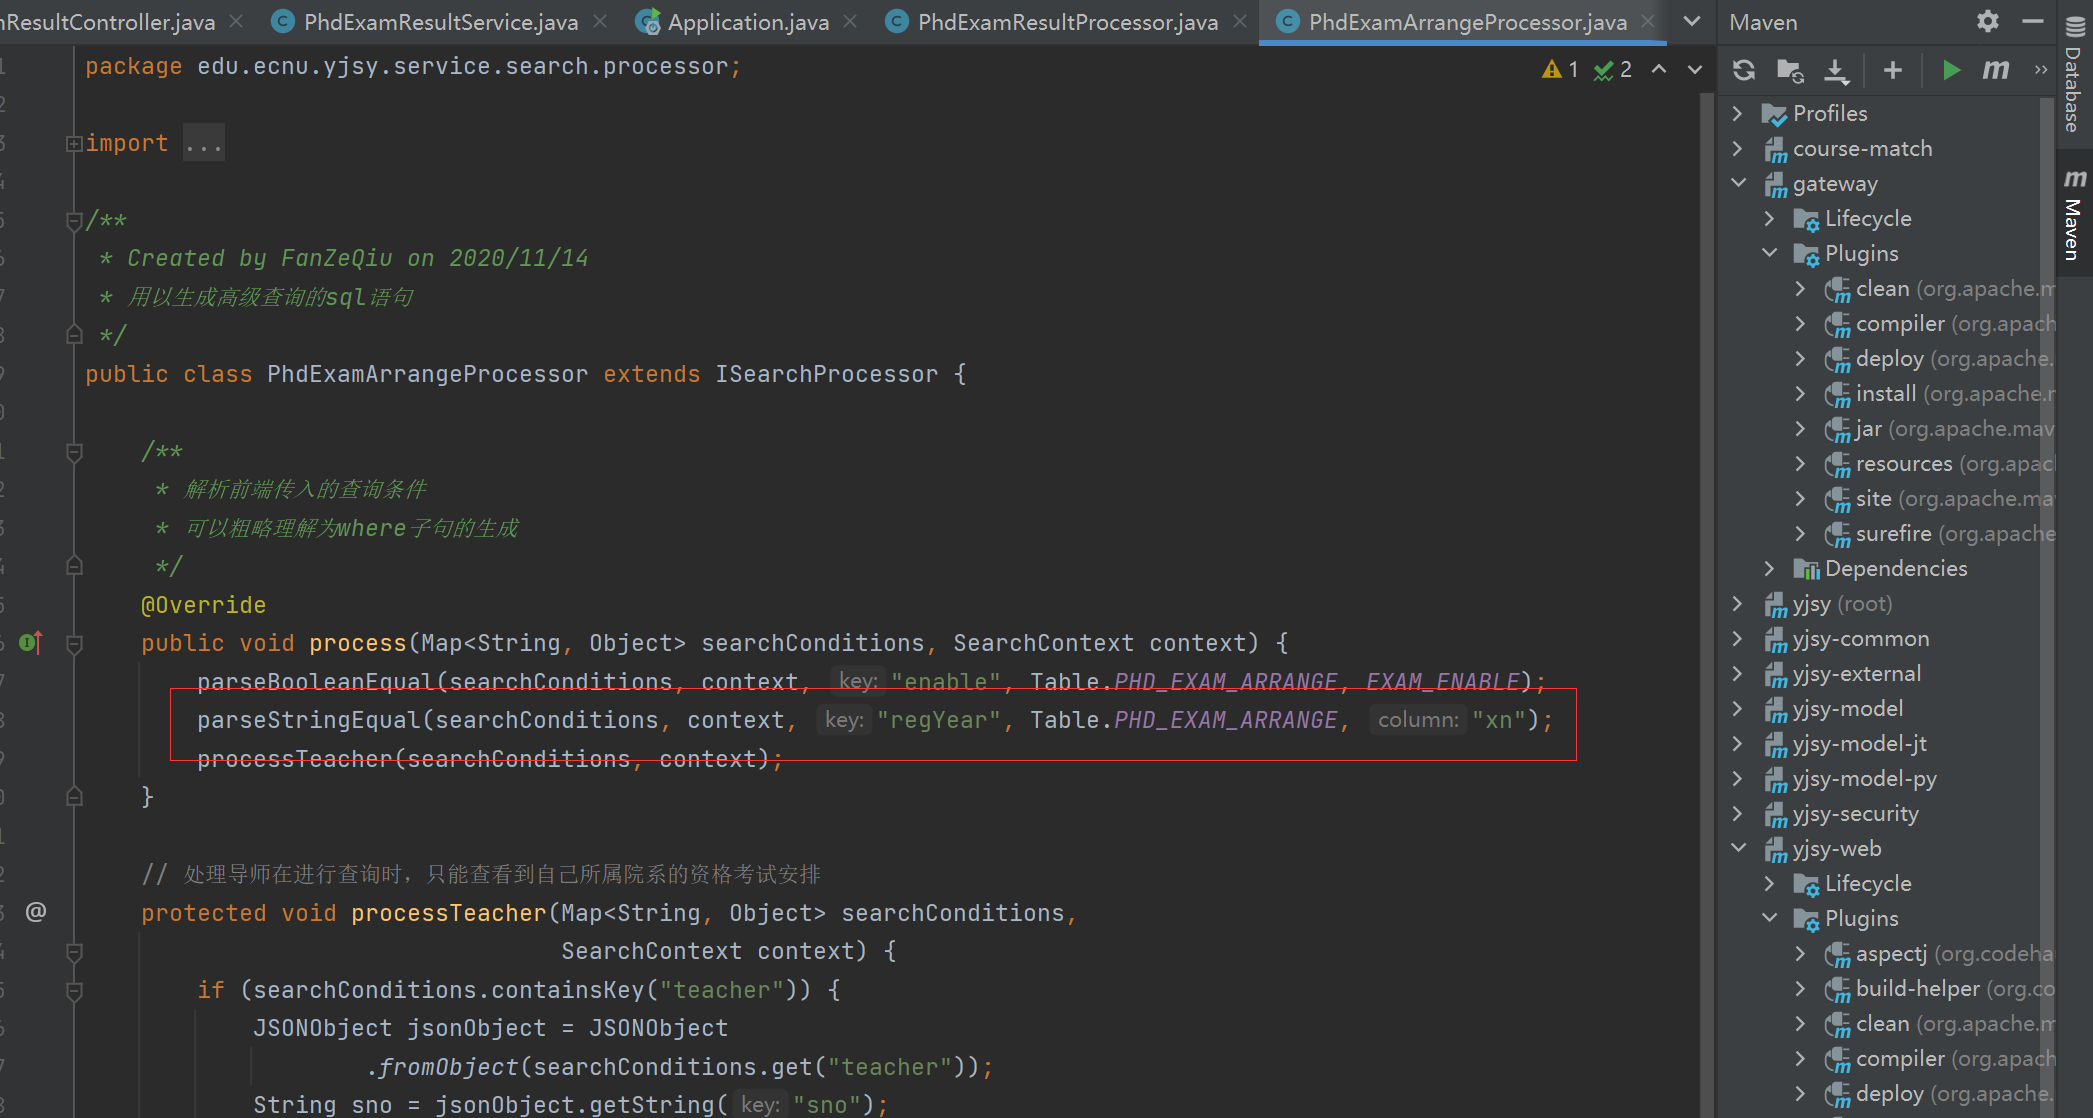 nResultController.java
PhdExamResultService.java
Application.java
PhdExamResultProcessor.java
PhdExamArrangeProcessor.java
Maven
package edu.ecnu.yjsy.service.search.processor;
1 2
import ...
/**
* Created by FanZeQiu on 2020/11/14
* 用以生成高级查询的sql语句
*/
public class PhdExamArrangeProcessor extends ISearchProcessor {
/**
* 解析前端传入的查询条件
* 可以粗略理解为where子句的生成
*/
@Override
public void process(Map<String, Object> searchConditions, SearchContext context) {
parseBooleanEqual(searchConditions, context, key: "enable", Table.PHD_EXAM_ARRANGE, EXAM_ENABLE);
parseStringEqual(searchConditions, context, key: "regYear", Table.PHD_EXAM_ARRANGE, column: "xn");
processTeacher(searchConditions, context);
}
// 处理导师在进行查询时，只能查看到自己所属院系的资格考试安排
@
protected void processTeacher(Map<String, Object> searchConditions,
SearchContext context) {
if (searchConditions.containsKey("teacher")) {
JSONObject jsonObject = JSONObject
.fromObject(searchConditions.get("teacher"));
String sno = jsonObject.getString( key: "sno");
Profiles
course-match
gateway
Lifecycle
Plugins
clean (org.apache.m
compiler (org.apach
deploy (org.apache.
install (org.apache.m
jar (org.apache.mav
resources (org.apac
site (org.apache.ma
surefire (org.apache
Dependencies
yjsy (root)
yjsy-common
yjsy-external
yjsy-model
yjsy-model-jt
yjsy-model-py
yjsy-security
yjsy-web
Lifecycle
Plugins
aspectj (org.codeha
build-helper (org.co
clean (org.apache.m
compiler (org.apach
deploy (org.apache.
Database
Maven